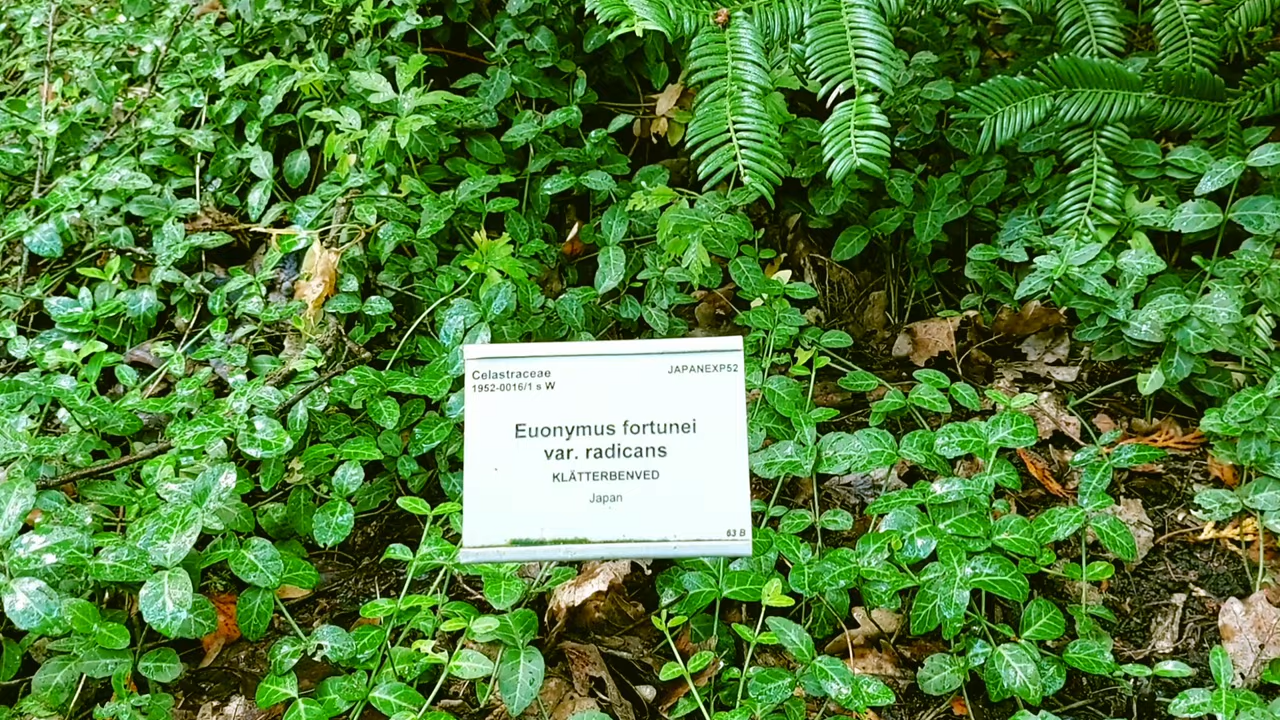 Celastraceae JAPANEXP52
1952-0016/1 s W
Euonymus fortunei
var. radicans
KLÄTTERBENVED
Japan
63 B